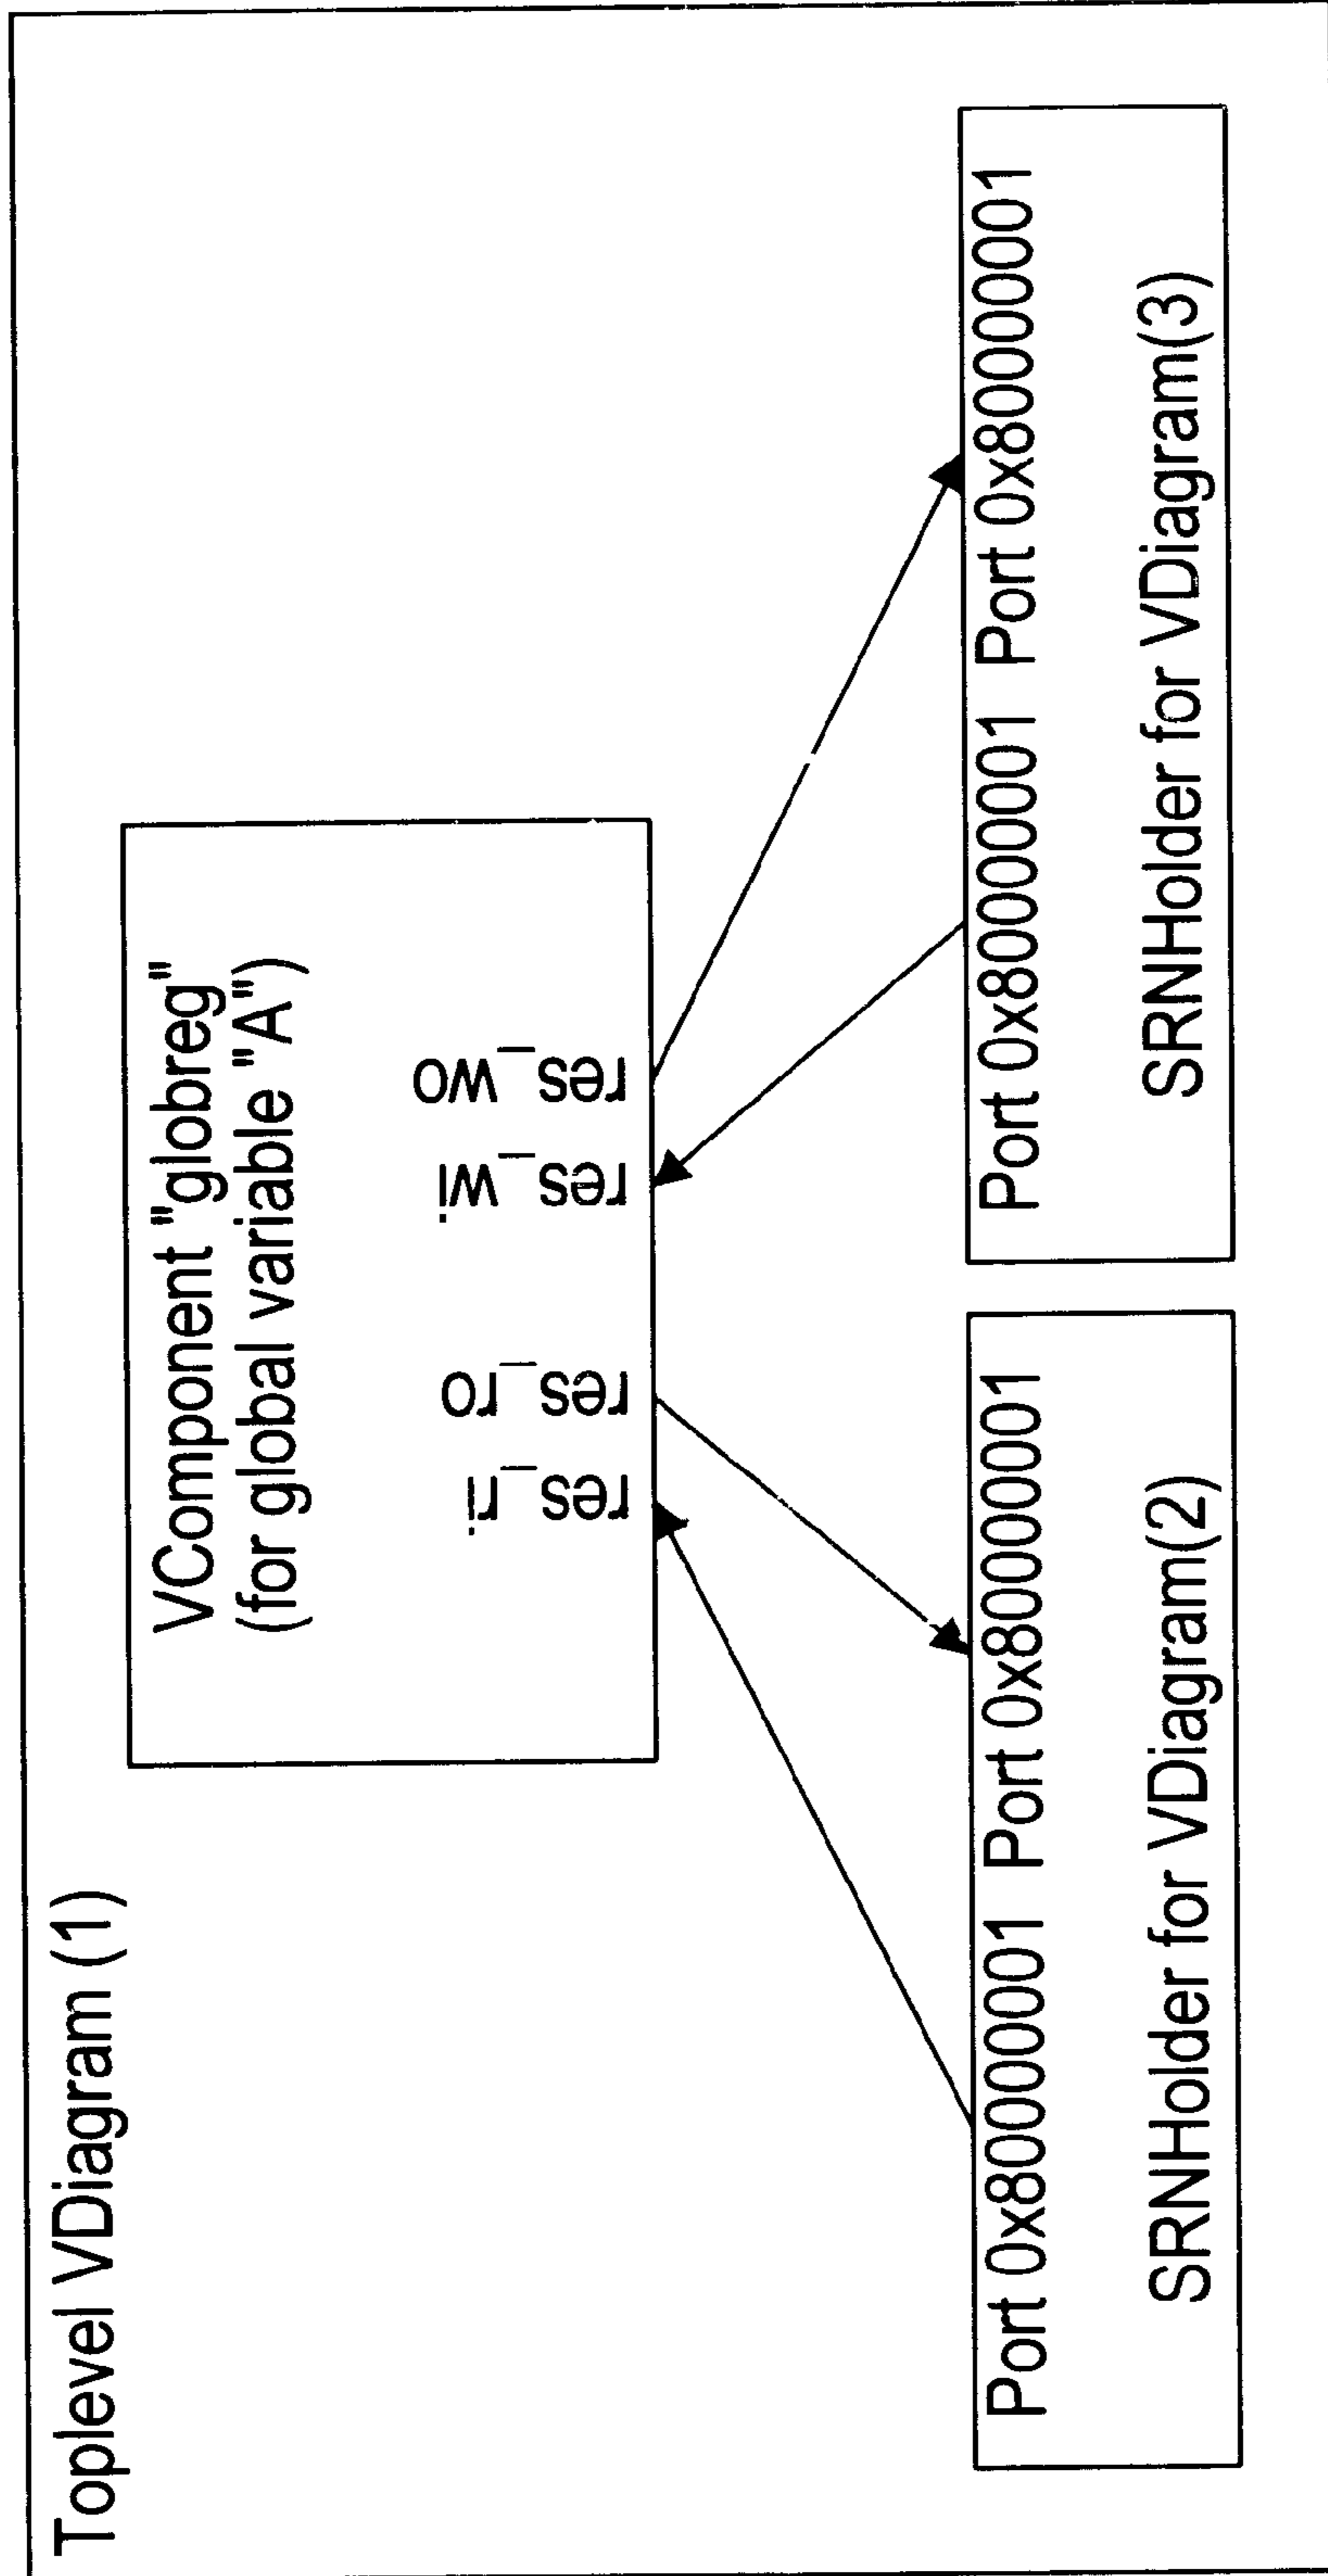 Toplevel VDiagram (1)
VComponent "globreg"
(for global variable "A")
res_ri
res_ro
res_wi
res_wo
Port 0x80000001 Port 0x80000001
SRNHolder for VDiagram(2)
Port 0x80000001 Port 0x80000001
SRNHolder for VDiagram(3)